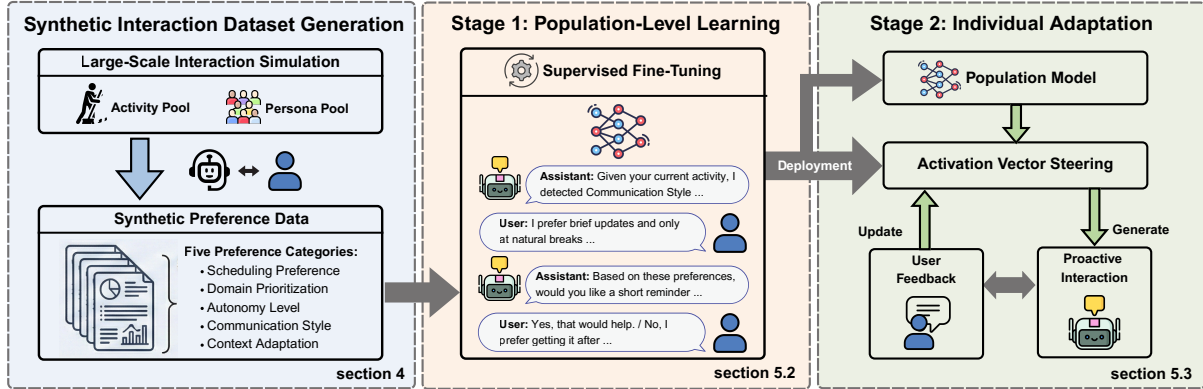 Synthetic Interaction Dataset Generation
Large-Scale Interaction Simulation
Activity Pool
Persona Pool
Synthetic Preference Data
Five Preference Categories:
• Scheduling Preference
• Domain Prioritization
• Autonomy Level
• Communication Style
• Context Adaptation
section 4
Stage 1: Population-Level Learning
Supervised Fine-Tuning
Assistant: Given your current activity, I
detected Communication Style ...
User: I prefer brief updates and only
at natural breaks ...
Assistant: Based on these preferences,
would you like a short reminder ...
User: Yes, that would help. / No, I
prefer getting it after ...
section 5.2
Deployment
Stage 2: Individual Adaptation
Population Model
Activation Vector Steering
Update
Generate
User
Feedback
Proactive
Interaction
section 5.3